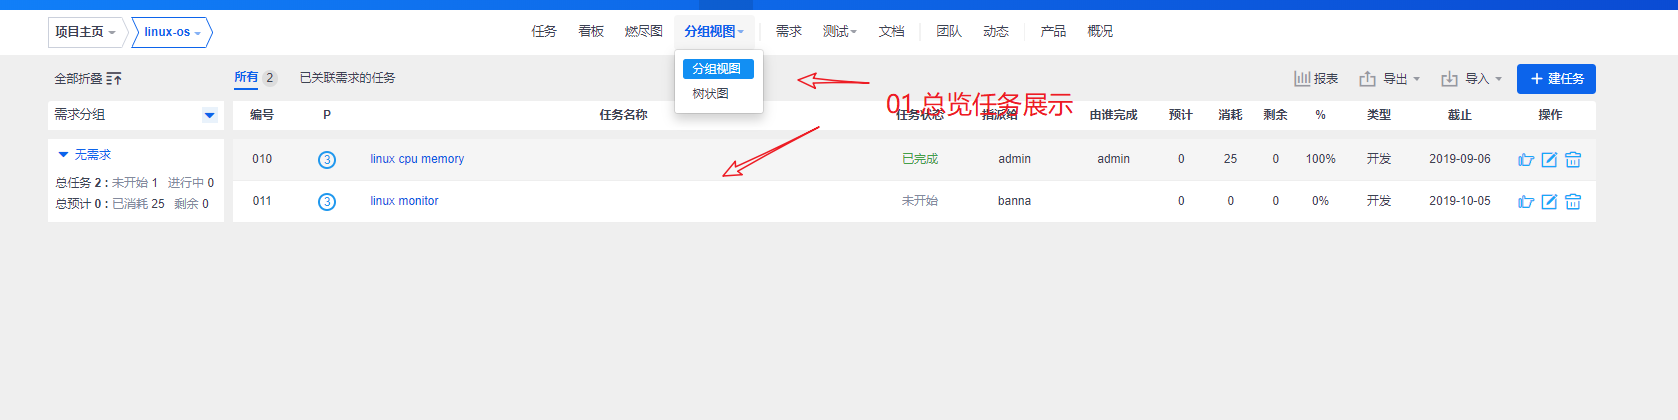 项目主页 linux-os 任务 看板 燃尽图 分组视图 需求 测试 文档 团队 动态 产品 概况
分组视图
树状图
全部折叠 所有 2 已关联需求的任务 报表 导出 导入 + 建任务
01 总览任务展示
需求分组 编号 P 任务名称 任务状态 指派给 由谁完成 预计 消耗 剩余 % 类型 截止 操作
无需求
总任务 2 : 未开始 1 进行中 0
总预计 0 : 已消耗 25 剩余 0
010 3 linux cpu memory 已完成 admin admin 0 25 0 100% 开发 2019-09-06
011 3 linux monitor 未开始 banna 0 0 0 0% 开发 2019-10-05